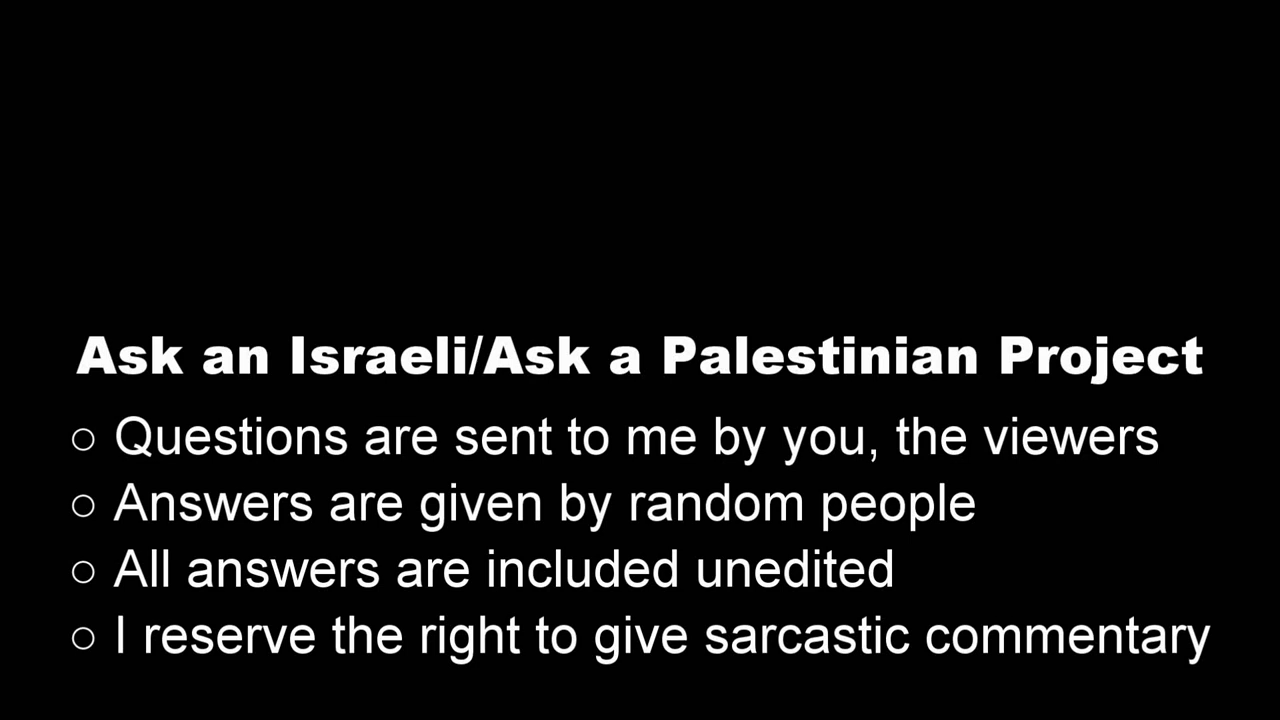 Ask an Israeli/Ask a Palestinian Project
○ Questions are sent to me by you, the viewers
○ Answers are given by random people
○ All answers are included unedited
○ I reserve the right to give sarcastic commentary